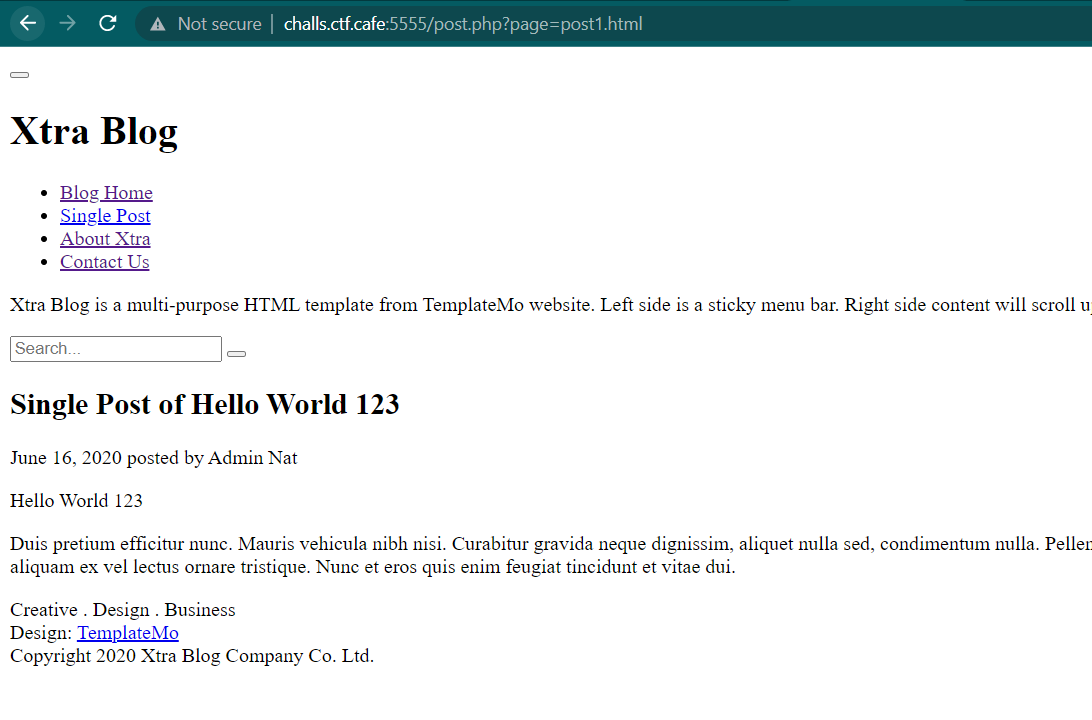 Not secure | challs.ctf.cafe:5555/post.php?page=post1.html
Xtra Blog
Blog Home
Single Post
About Xtra
Contact Us
Xtra Blog is a multi-purpose HTML template from TemplateMo website. Left side is a sticky menu bar. Right side content will scroll
Search...
Single Post of Hello World 123
June 16, 2020 posted by Admin Nat
Hello World 123
Duis pretium efficitur nunc. Mauris vehicula nibh nisi. Curabitur gravida neque dignissim, aliquet nulla sed, condimentum nulla.
aliquam ex vel lectus ornare tristique. Nunc et eros quis enim feugiat tincidunt et vitae dui.
Creative . Design . Business
Design: TemplateMo
Copyright 2020 Xtra Blog Company Co. Ltd.